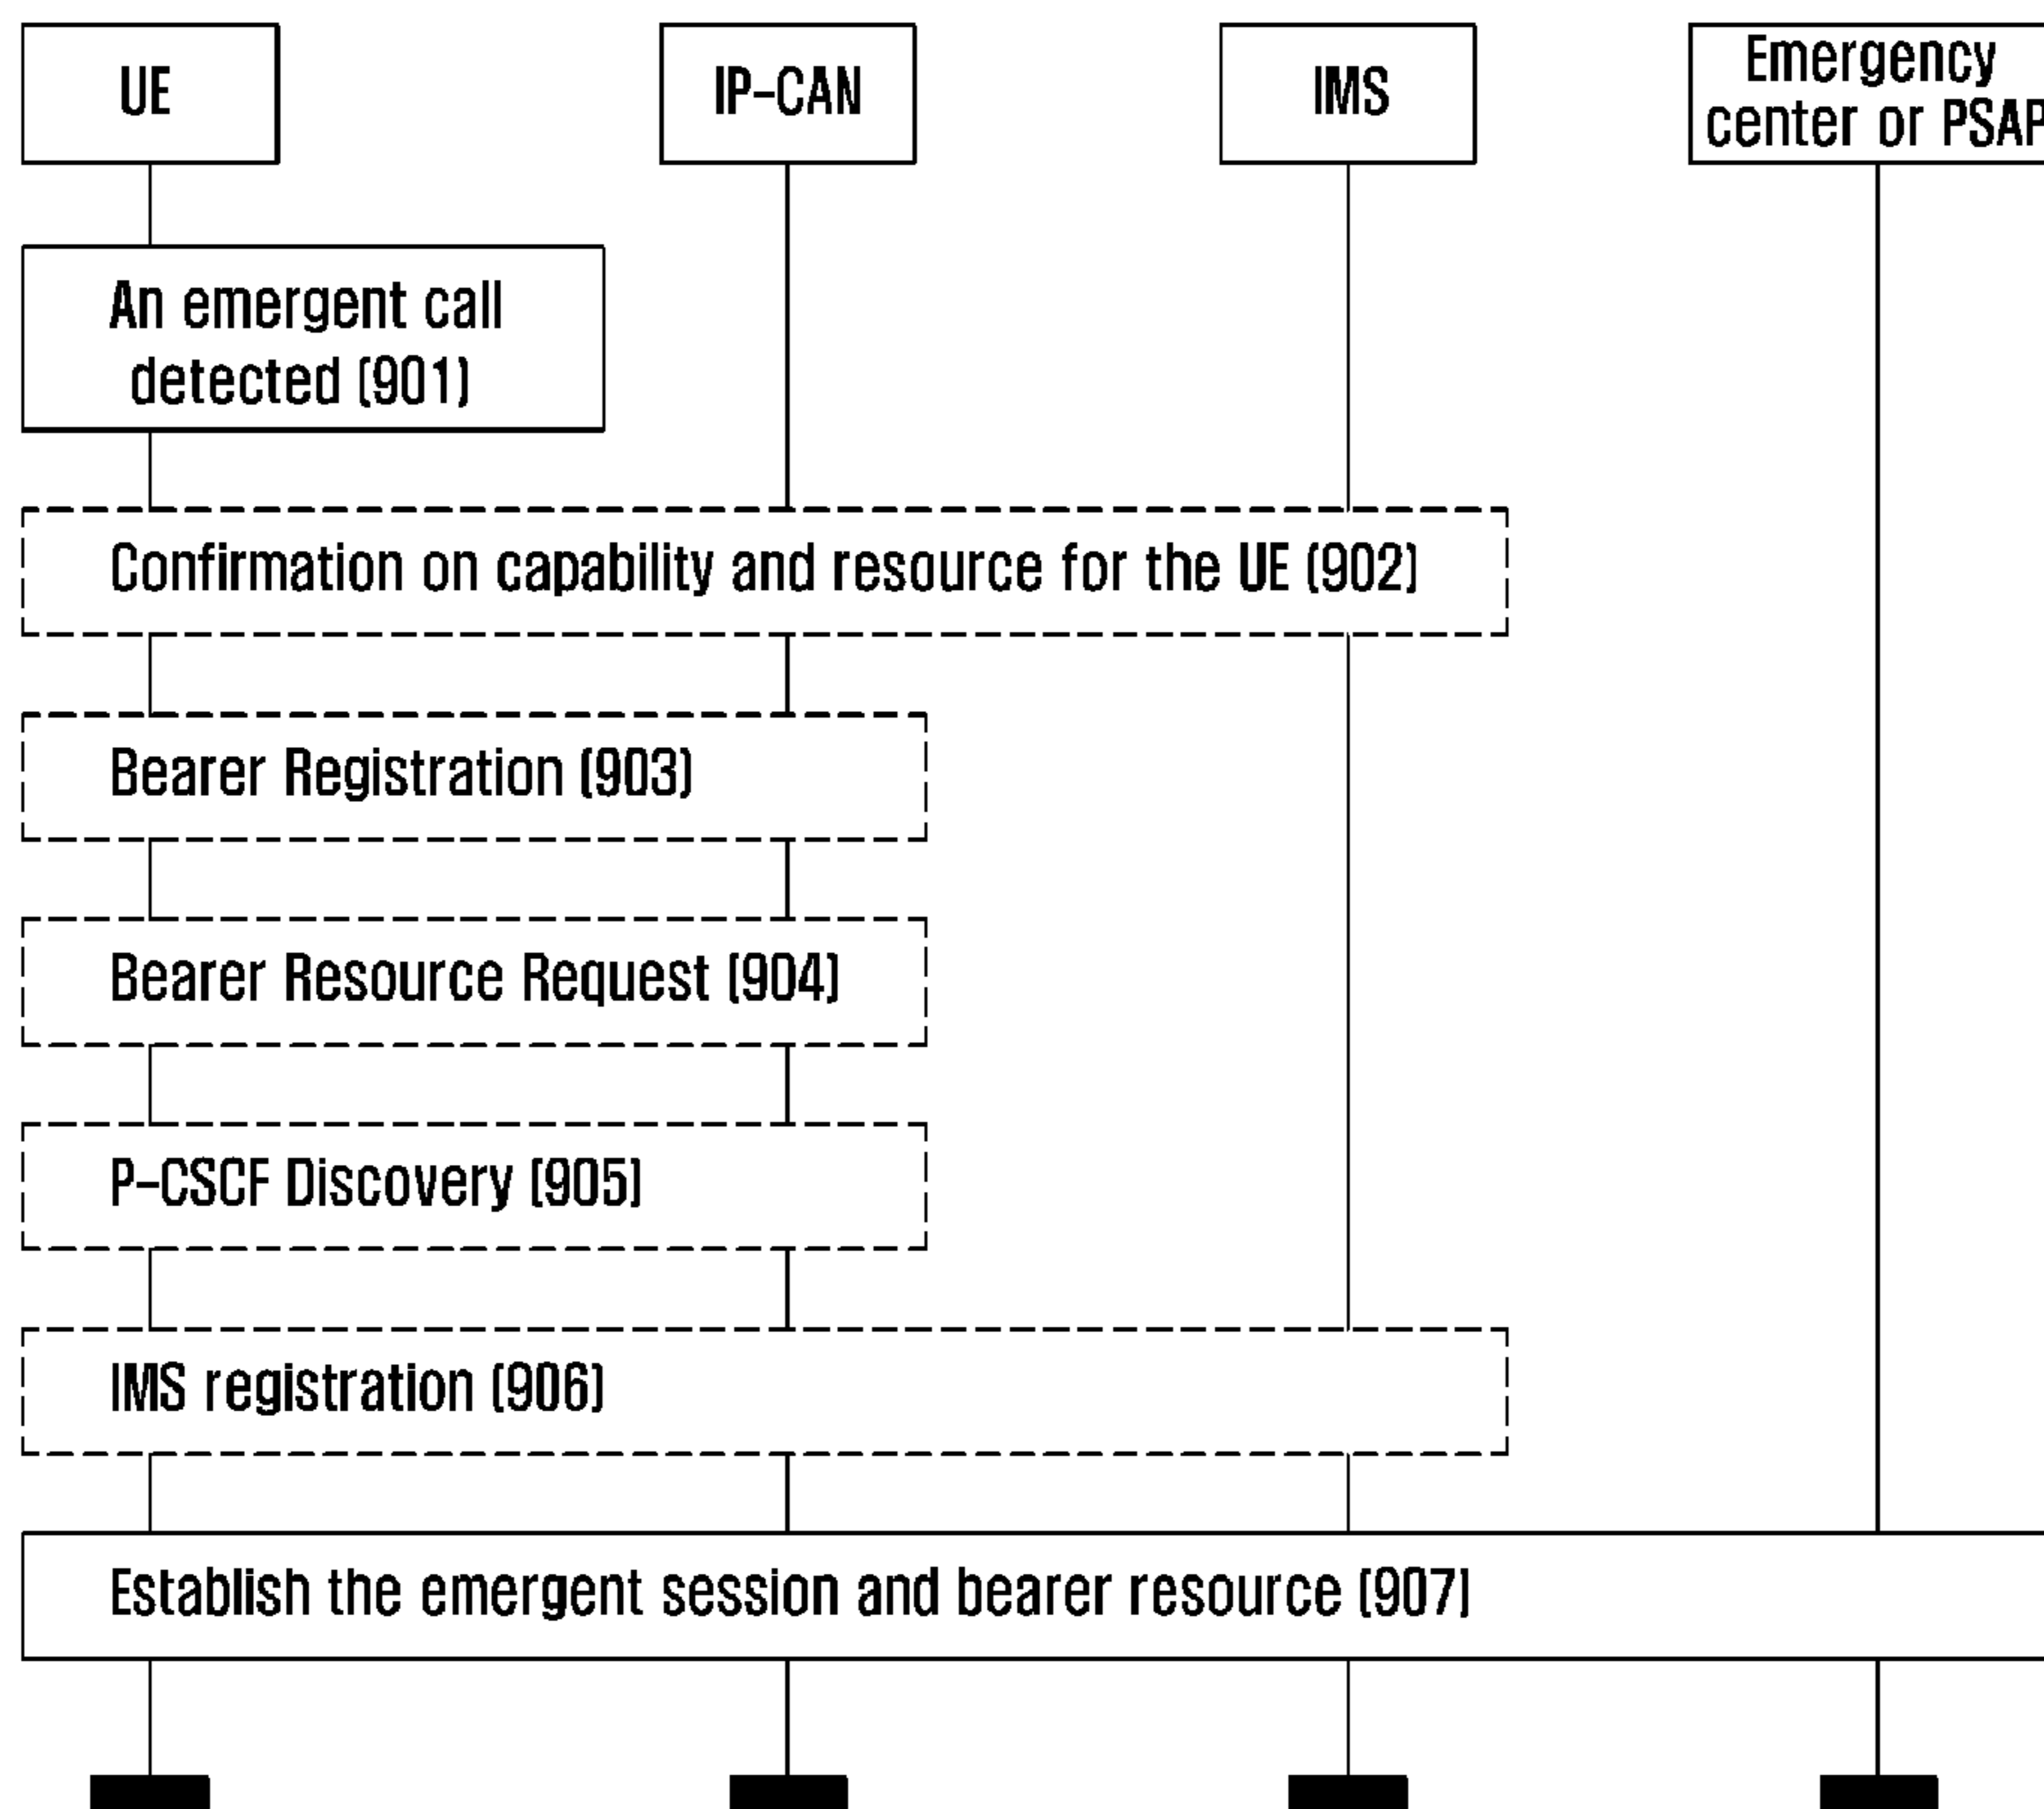 UE
IP-CAN
IMS
Emergency
center or PSAP
An emergent call
detected (901)
Confirmation on capability and resource for the UE (902)
Bearer Registration (903)
Bearer Resource Request (904)
P-CSCF Discovery (905)
IMS registration (906)
Establish the emergent session and bearer resource (907)